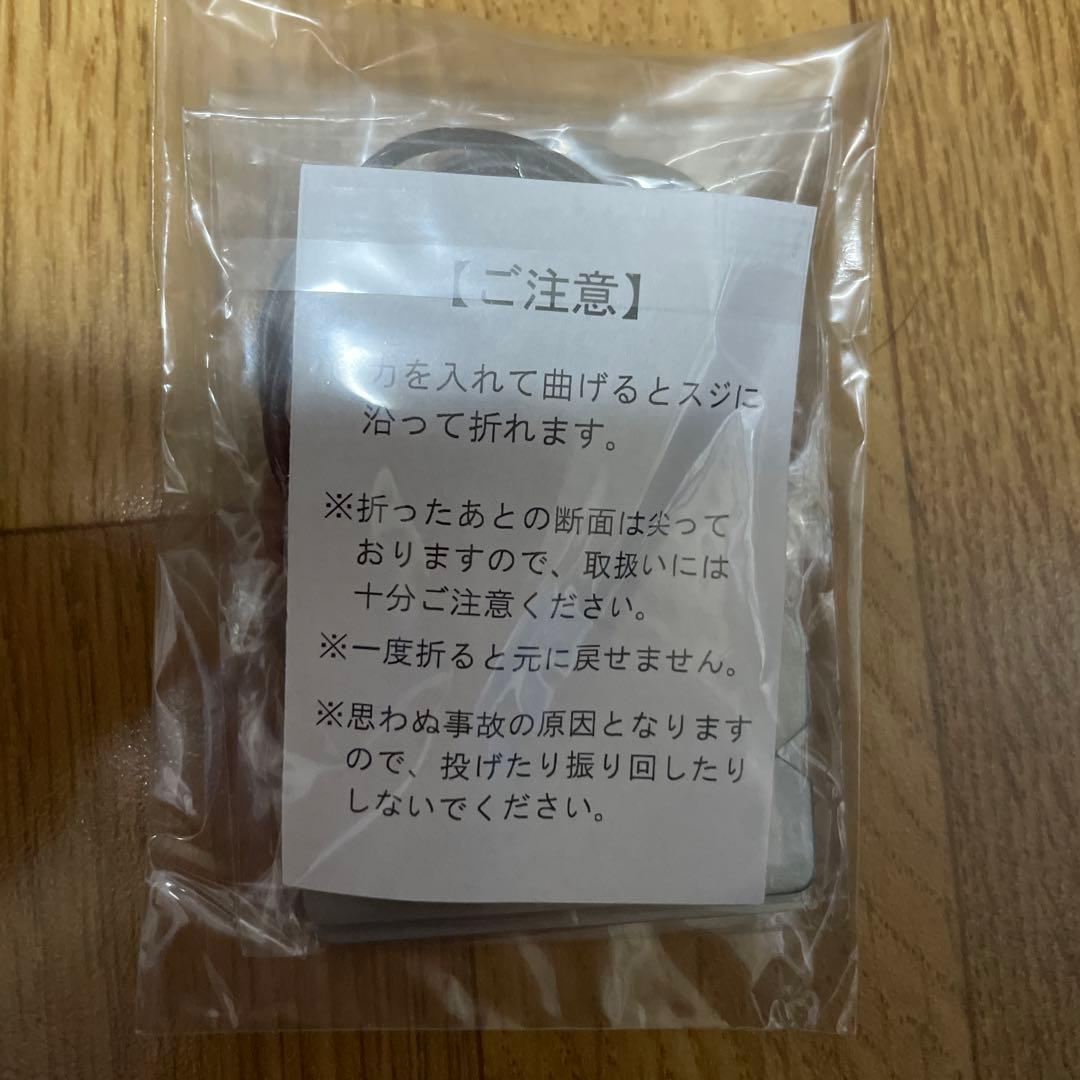 【ご注意】
力を入れて曲げるとスジに
沿って折れます。
※折ったあとの断面は尖って
おりますので、取扱いには
十分ご注意ください。
※一度折ると元に戻せません。
※思わぬ事故の原因となります
ので、投げたり振り回したり
しないでください。